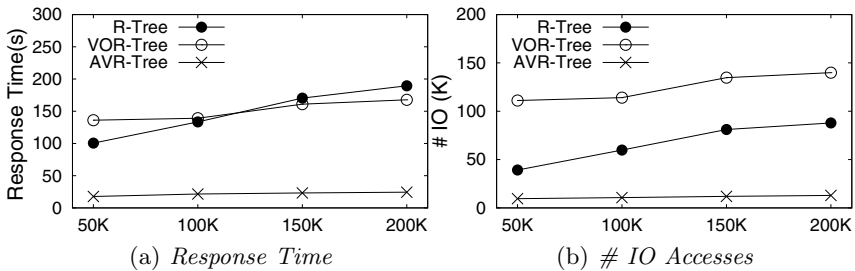 Response Time(s)
300
250
200
150
100
50
0
R-Tree
VOR-Tree
AVR-Tree
50K 100K 150K 200K
(a) Response Time
# IO (K)
200
150
100
50
0
R-Tree
VOR-Tree
AVR-Tree
50K 100K 150K 200K
(b) # IO Accesses